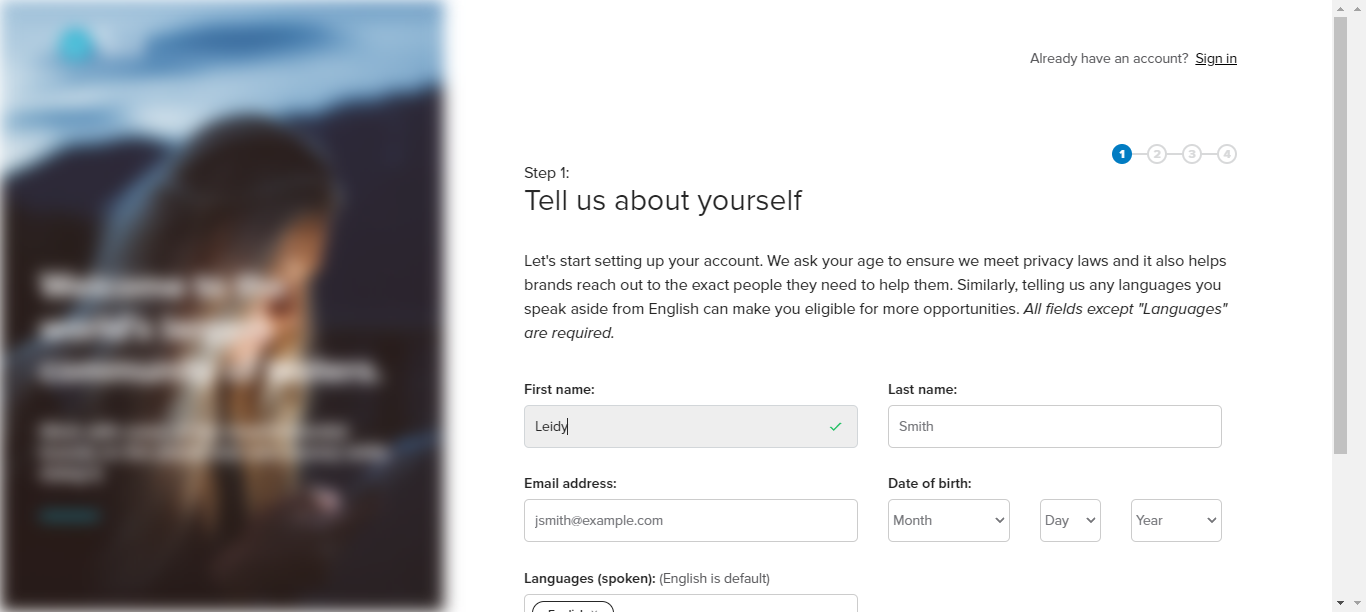 Already have an account? Sign in
1 2 3 4
Step 1:
Tell us about yourself
Let's start setting up your account. We ask your age to ensure we meet privacy laws and it also helps
brands reach out to the exact people they need to help them. Similarly, telling us any languages you
speak aside from English can make you eligible for more opportunities. All fields except "Languages"
are required.
First name: Last name:
Leidy Smith
Email address: Date of birth:
jsmith@example.com Month Day Year
Languages (spoken): (English is default)